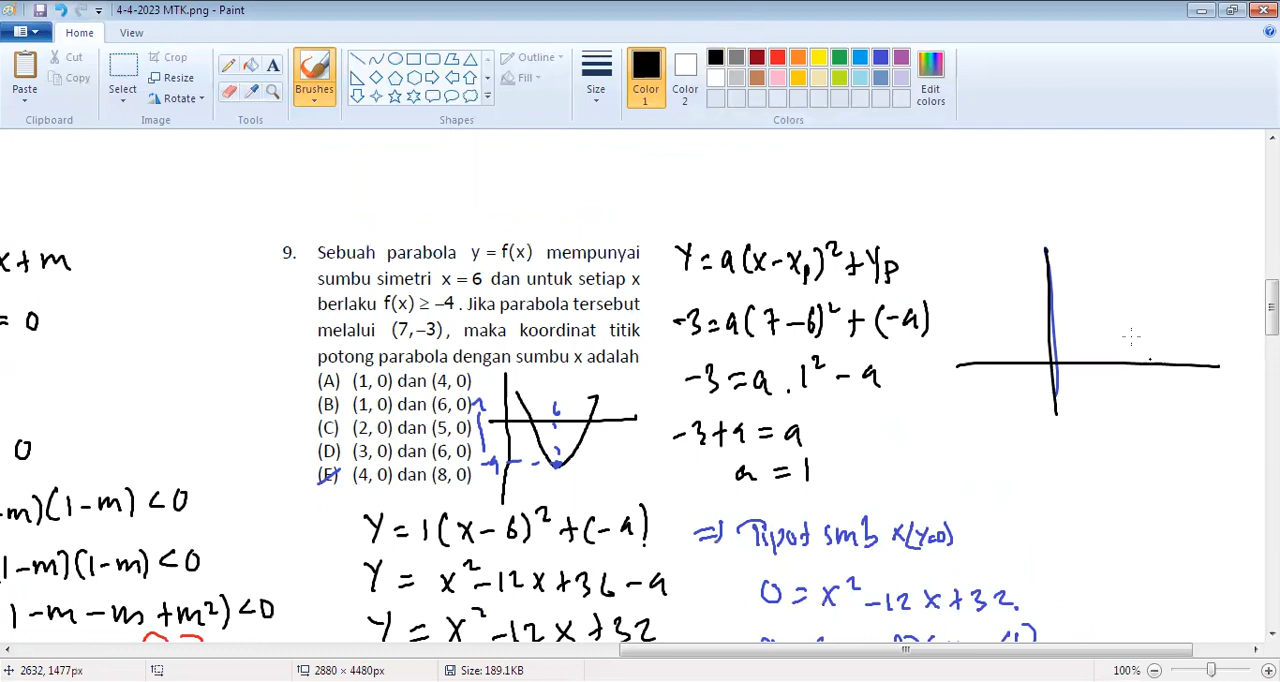 4-4-2023 MTK.png - Paint
Home View
Paste
Cut
Copy
Clipboard
Select
Crop
Resize
Rotate
Image
Tools
Brushes
Shapes
Outline
Fill
Size
Color 1
Color 2
Edit colors
Colors
x+m
= 0
0
-m)(1-m) <0
1-m)(1-m) <0
1-m-m+m²) <0
9. Sebuah parabola y = f(x) mempunyai
sumbu simetri x = 6 dan untuk setiap x
berlaku f(x) ≥ -4 . Jika parabola tersebut
melalui (7,-3), maka koordinat titik
potong parabola dengan sumbu x adalah
(A) (1, 0) dan (4, 0)
(B) (1, 0) dan (6, 0)
(C) (2, 0) dan (5, 0)
(D) (3, 0) dan (6, 0)
(E) (4, 0) dan (8, 0)
6
-4
Y = 1(x-6)²+(-4)
Y = x²-12x+36-4
Y = x²-12x+32
Y = a(x-xp)²+yp
-3 = a(7-6)²+(-4)
-3 = a.1²-4
-3+4 = a
a = 1
⇒ Tipot smb x(y=0)
0 = x²-12x+32.
2632, 1477px
2880 × 4480px
Size: 189.1KB
100%